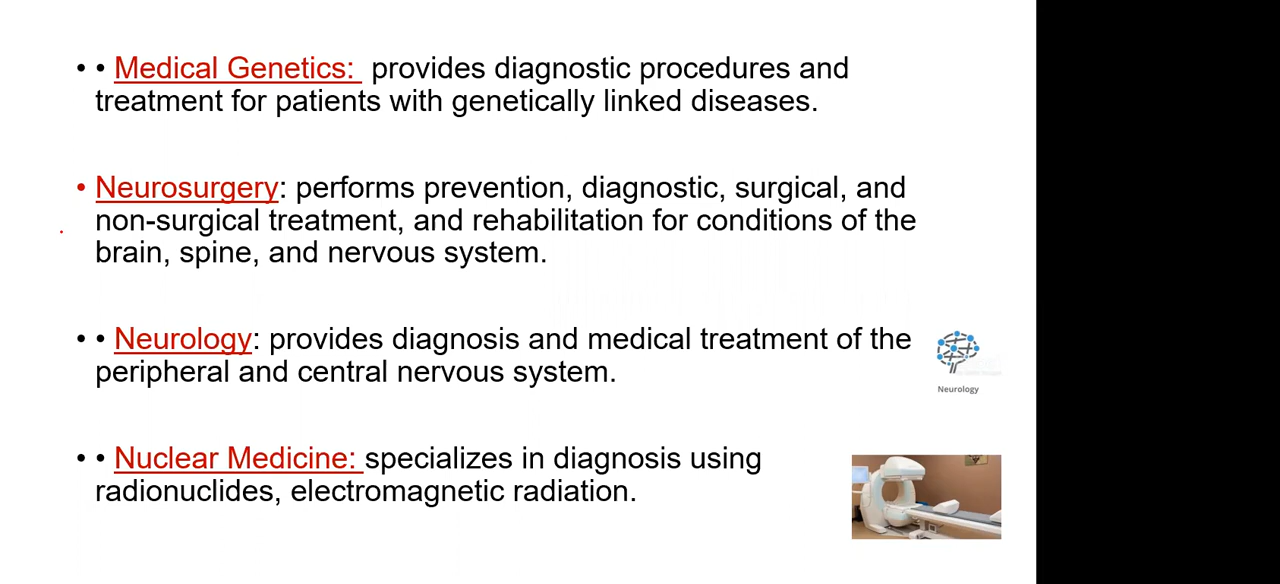 • • Medical Genetics: provides diagnostic procedures and
treatment for patients with genetically linked diseases.
• Neurosurgery: performs prevention, diagnostic, surgical, and
non-surgical treatment, and rehabilitation for conditions of the
brain, spine, and nervous system.
• • Neurology: provides diagnosis and medical treatment of the
peripheral and central nervous system.
Neurology
• • Nuclear Medicine: specializes in diagnosis using
radionuclides, electromagnetic radiation.